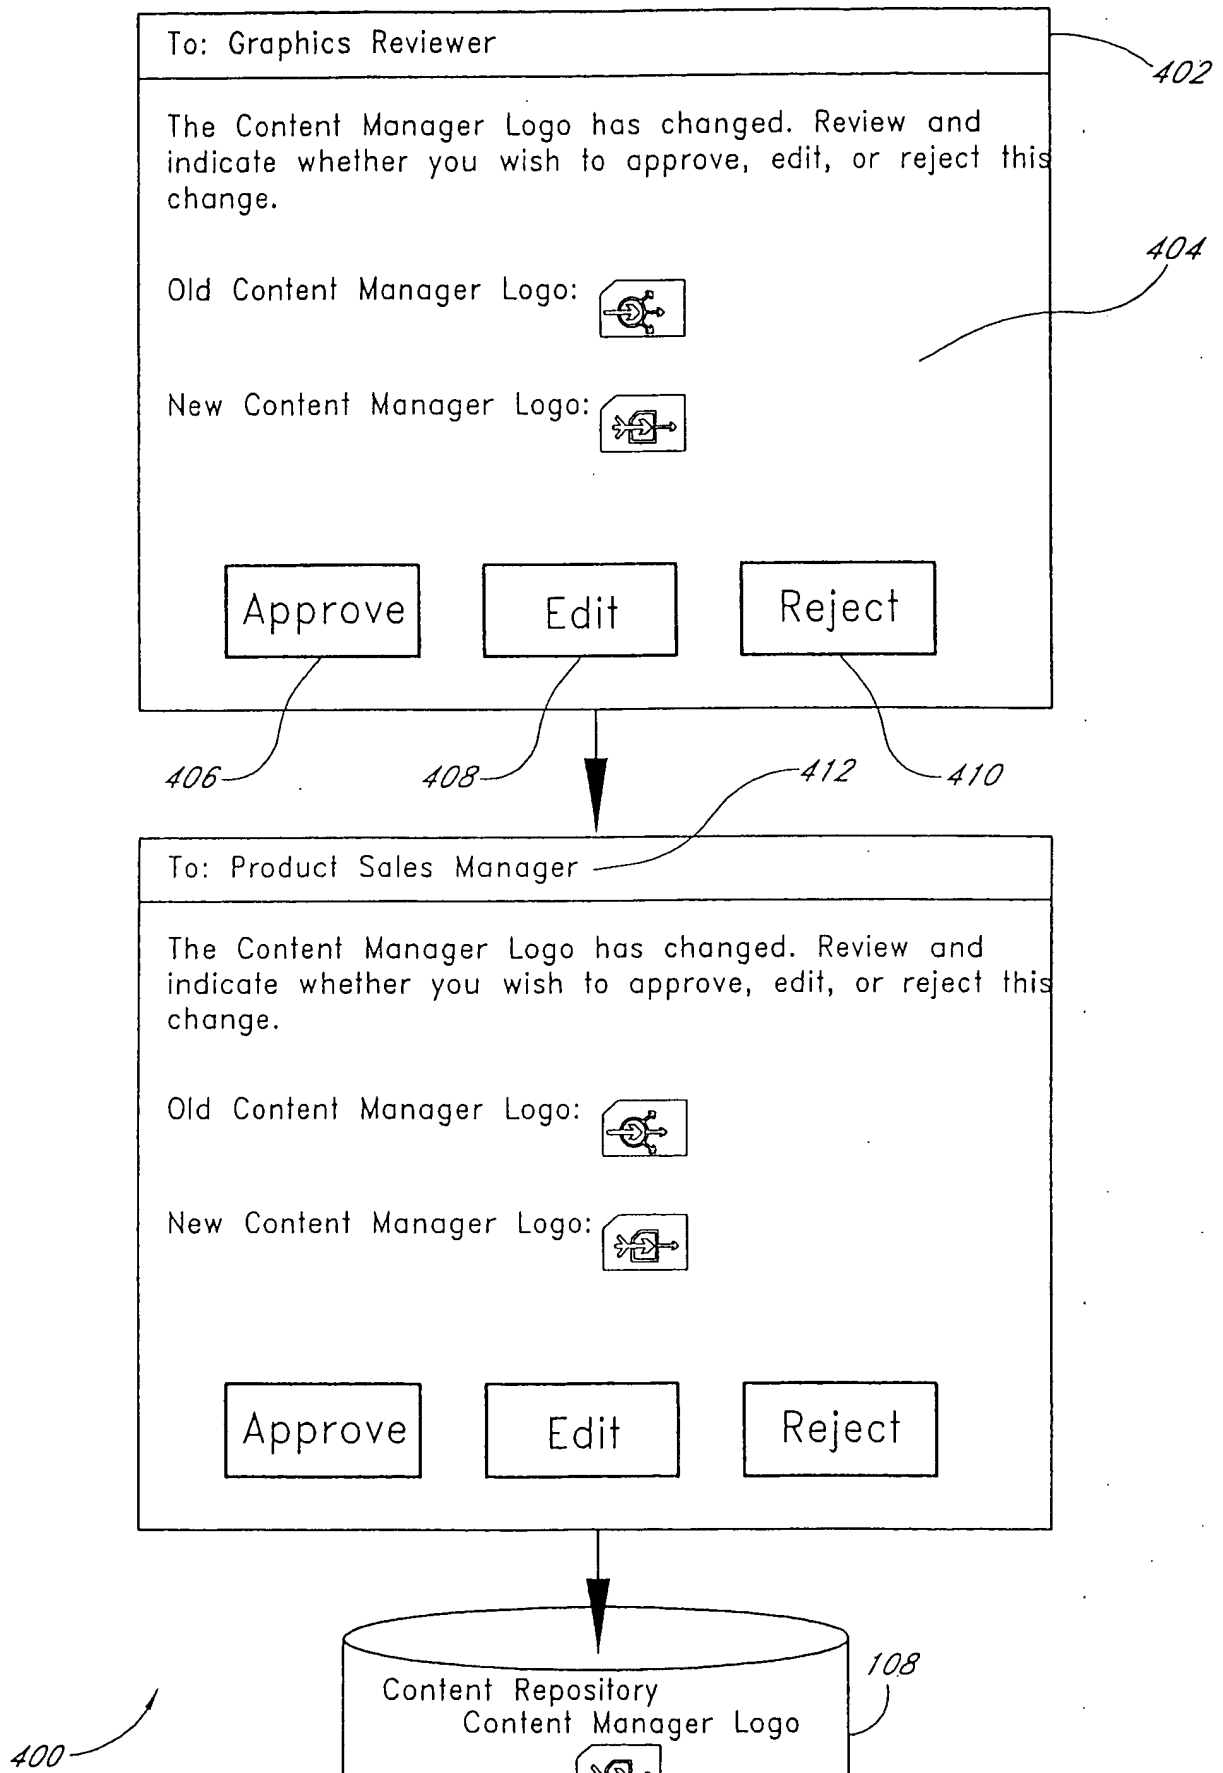 To: Graphics Reviewer
402
The Content Manager Logo has changed. Review and
indicate whether you wish to approve, edit, or reject this
change.
404
Old Content Manager Logo:
New Content Manager Logo:
Approve
Edit
Reject
406
408
412
410
To: Product Sales Manager
The Content Manager Logo has changed. Review and
indicate whether you wish to approve, edit, or reject this
change.
Old Content Manager Logo:
New Content Manager Logo:
Approve
Edit
Reject
108
Content Repository
Content Manager Logo
400